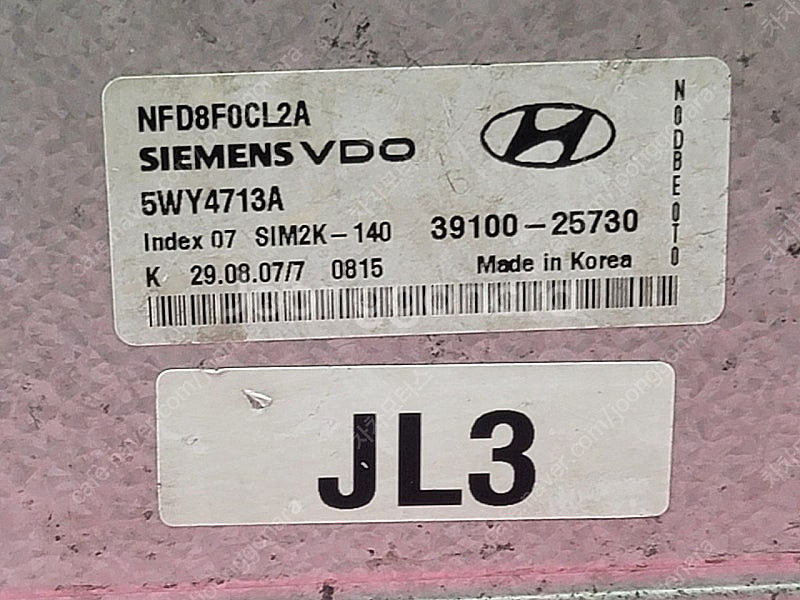 NFD8F0CL2A
SIEMENS VDO
5WY4713A
Index 07 SIM2K-140 39100-25730
K 29.08.07/7 0815 Made in Korea
NODBE0T0
JL3